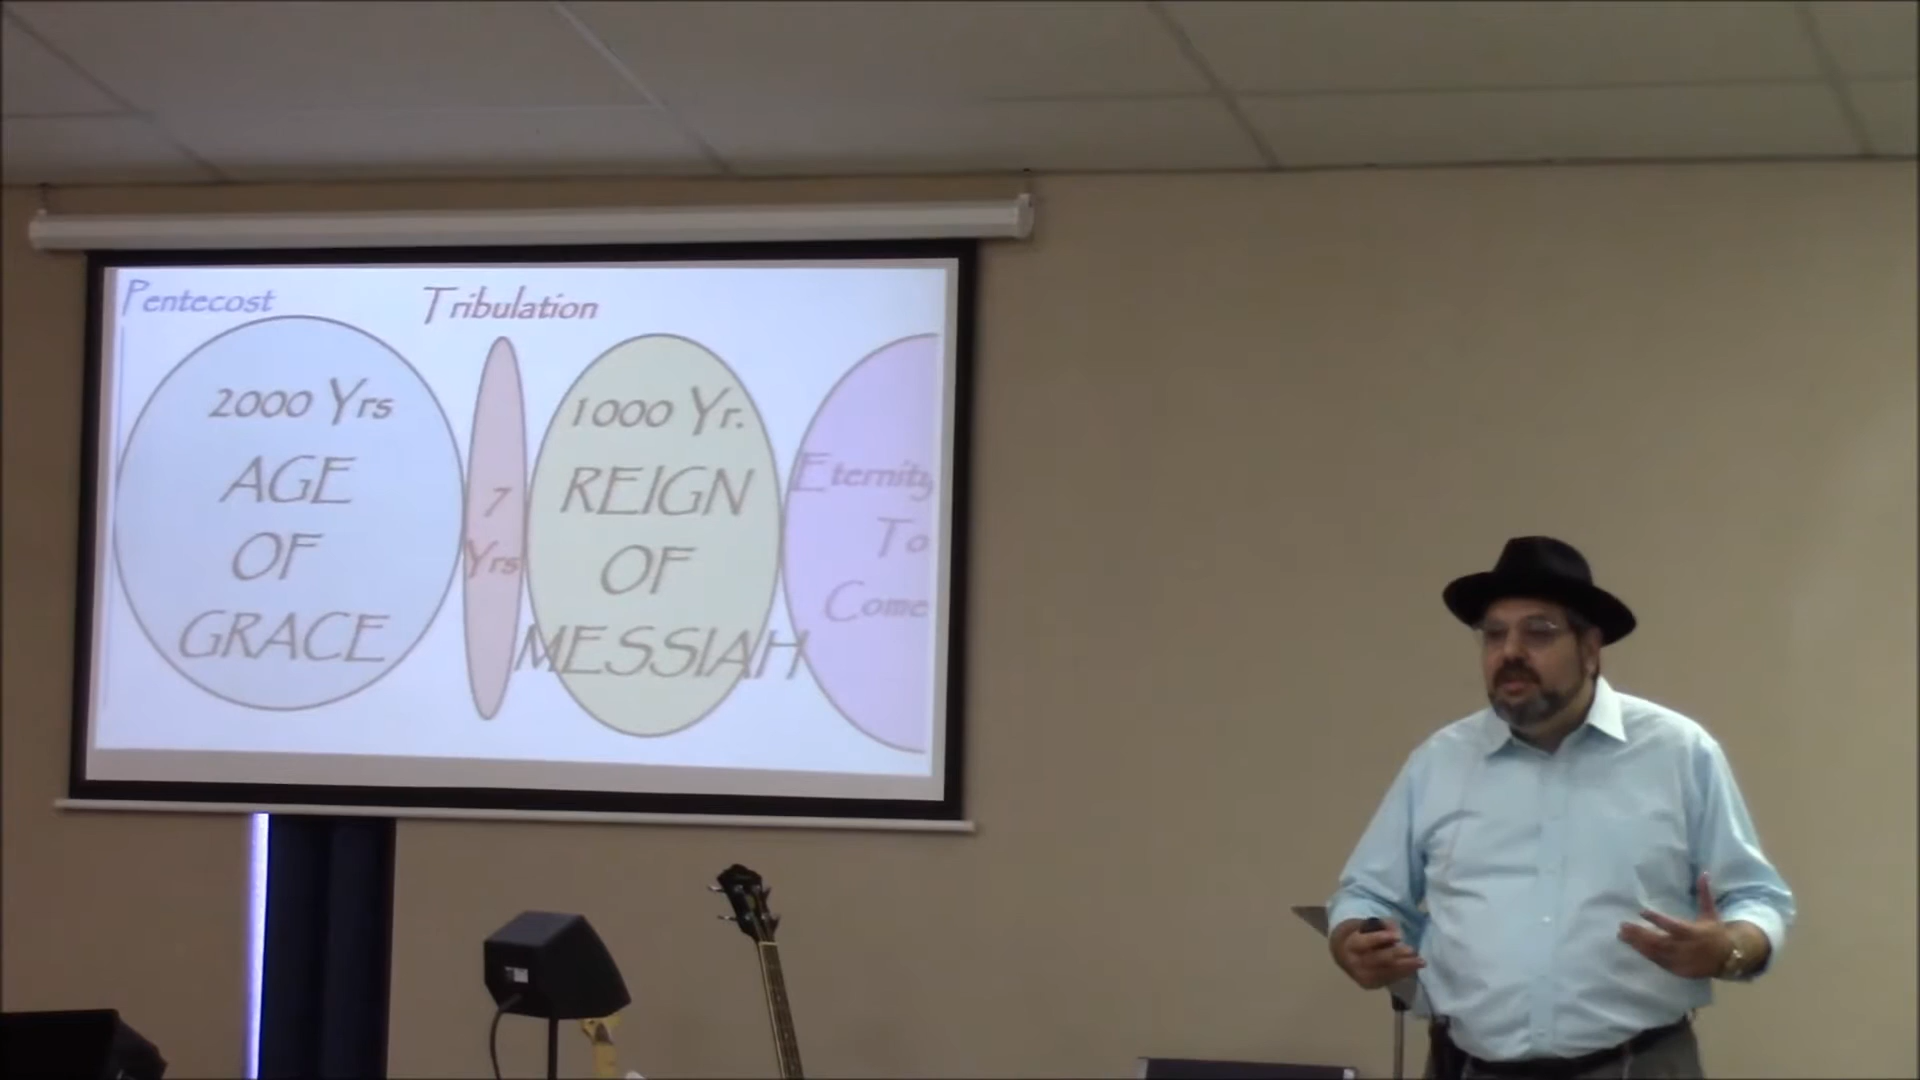 Pentecost
Tribulation
2000 Yrs
AGE
OF
GRACE
7
Yrs
1000 Yr.
REIGN
OF
MESSIAH
Eternity
To
Come